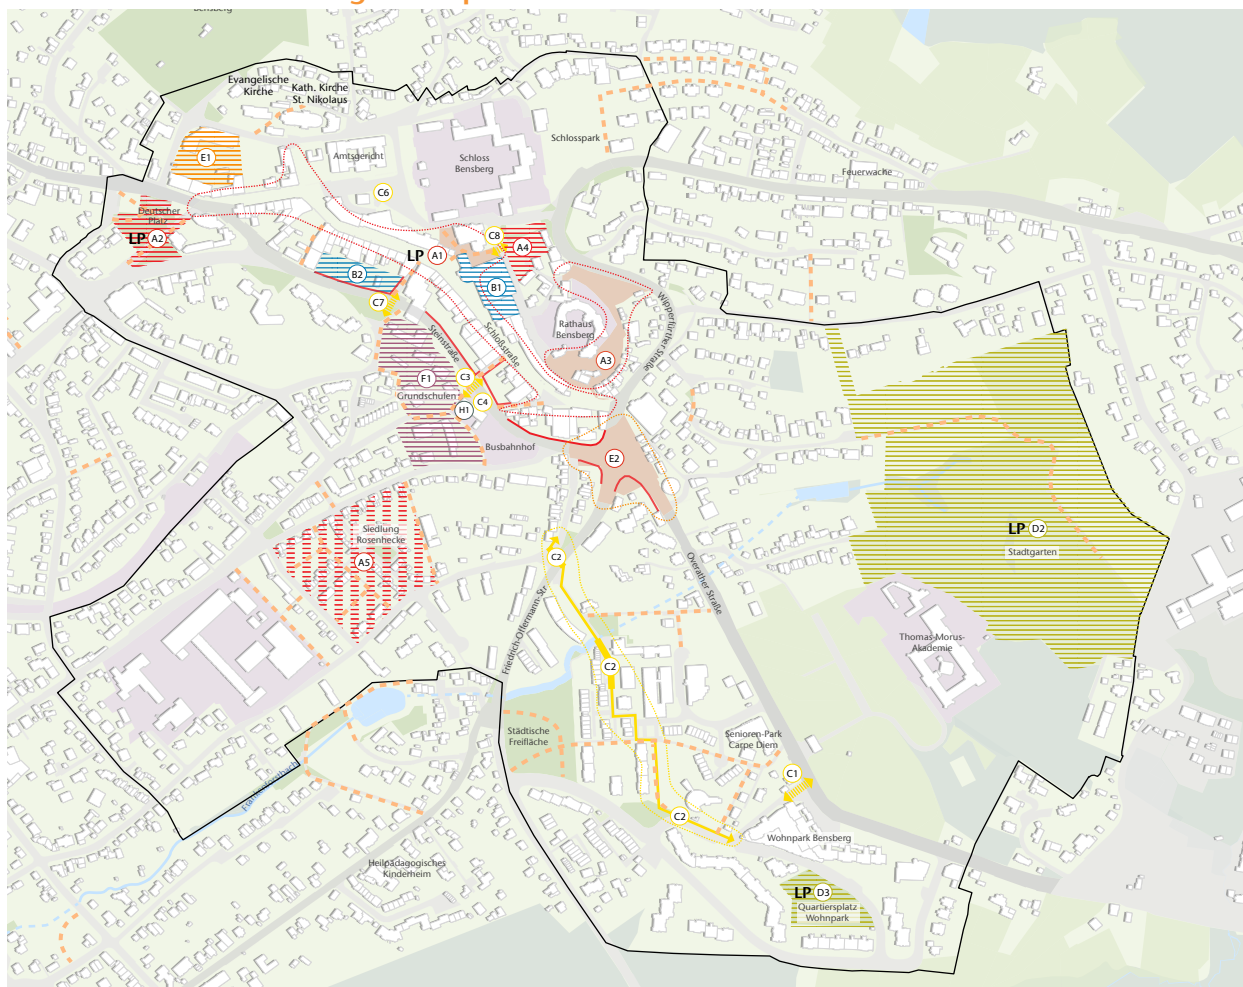 Bensberg
Evangelische
Kirche
Kath. Kirche
St. Nikolaus
Schlosspark
E1
Amtsgericht
Schloss
Bensberg
Feuerwache
C6
Deutscher
Platz
LP A2
C8
A4
LP A1
B2
B1
C7
Wipperfürther Straße
Rathaus
Bensberg
Steinstraße
Schloßstraße
A3
F1
C3
Grundschulen
C4
H1
Busbahnhof
E2
Siedlung
Rosenhecke
A5
LP D2
Stadtgarten
C2
Overather Straße
Friedrich-Offermann-Str.
Thomas-Morus-
Akademie
C2
Städtische
Freifläche
Senioren-Park
Carpe Diem
C1
Frankenforstbach
C2
Wohnpark Bensberg
Heilpädagogisches
Kinderheim
LP D3
Quartiersplatz
Wohnpark